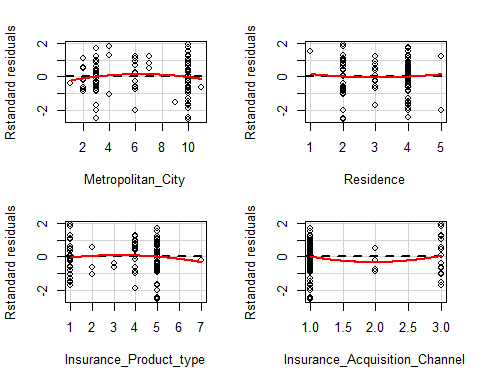 Rstandard residuals
2
0
-2
2 4 6 8 10
Metropolitan_City
Rstandard residuals
2
0
-2
1 2 3 4 5
Residence
Rstandard residuals
2
0
-2
1 2 3 4 5 6 7
Insurance_Product_type
Rstandard residuals
2
0
-2
1.0 1.5 2.0 2.5 3.0
Insurance_Acquisition_Channel